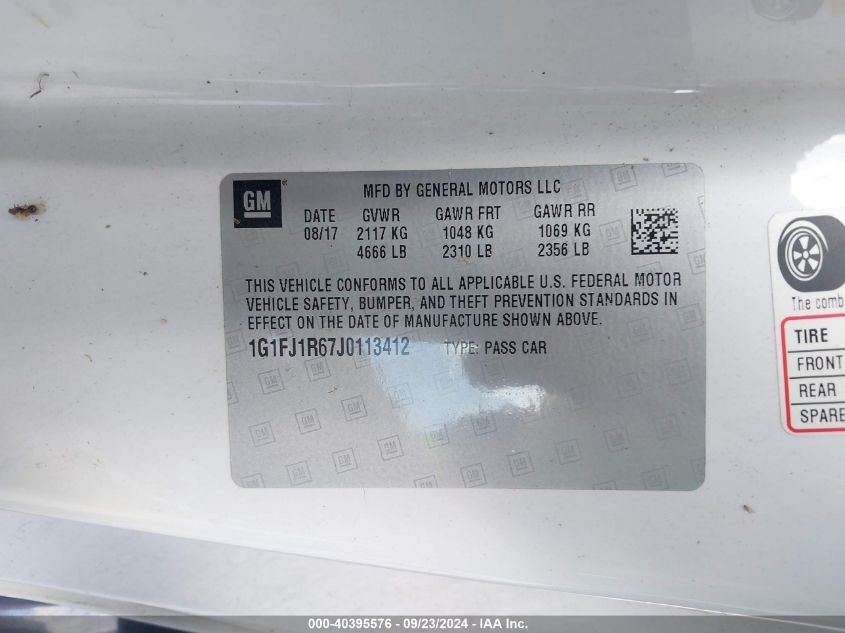 GM
MFD BY GENERAL MOTORS LLC
DATE GVWR GAWR FRT GAWR RR
08/17 2117 KG 1048 KG 1069 KG
4666 LB 2310 LB 2356 LB
THIS VEHICLE CONFORMS TO ALL APPLICABLE U.S. FEDERAL MOTOR
VEHICLE SAFETY, BUMPER, AND THEFT PREVENTION STANDARDS IN
EFFECT ON THE DATE OF MANUFACTURE SHOWN ABOVE.
1G1FJ1R67J0113412 TYPE: PASS CAR
The comb
TIRE
FRONT
REAR
SPARE
000-40395576 - 09/23/2024 - IAA Inc.